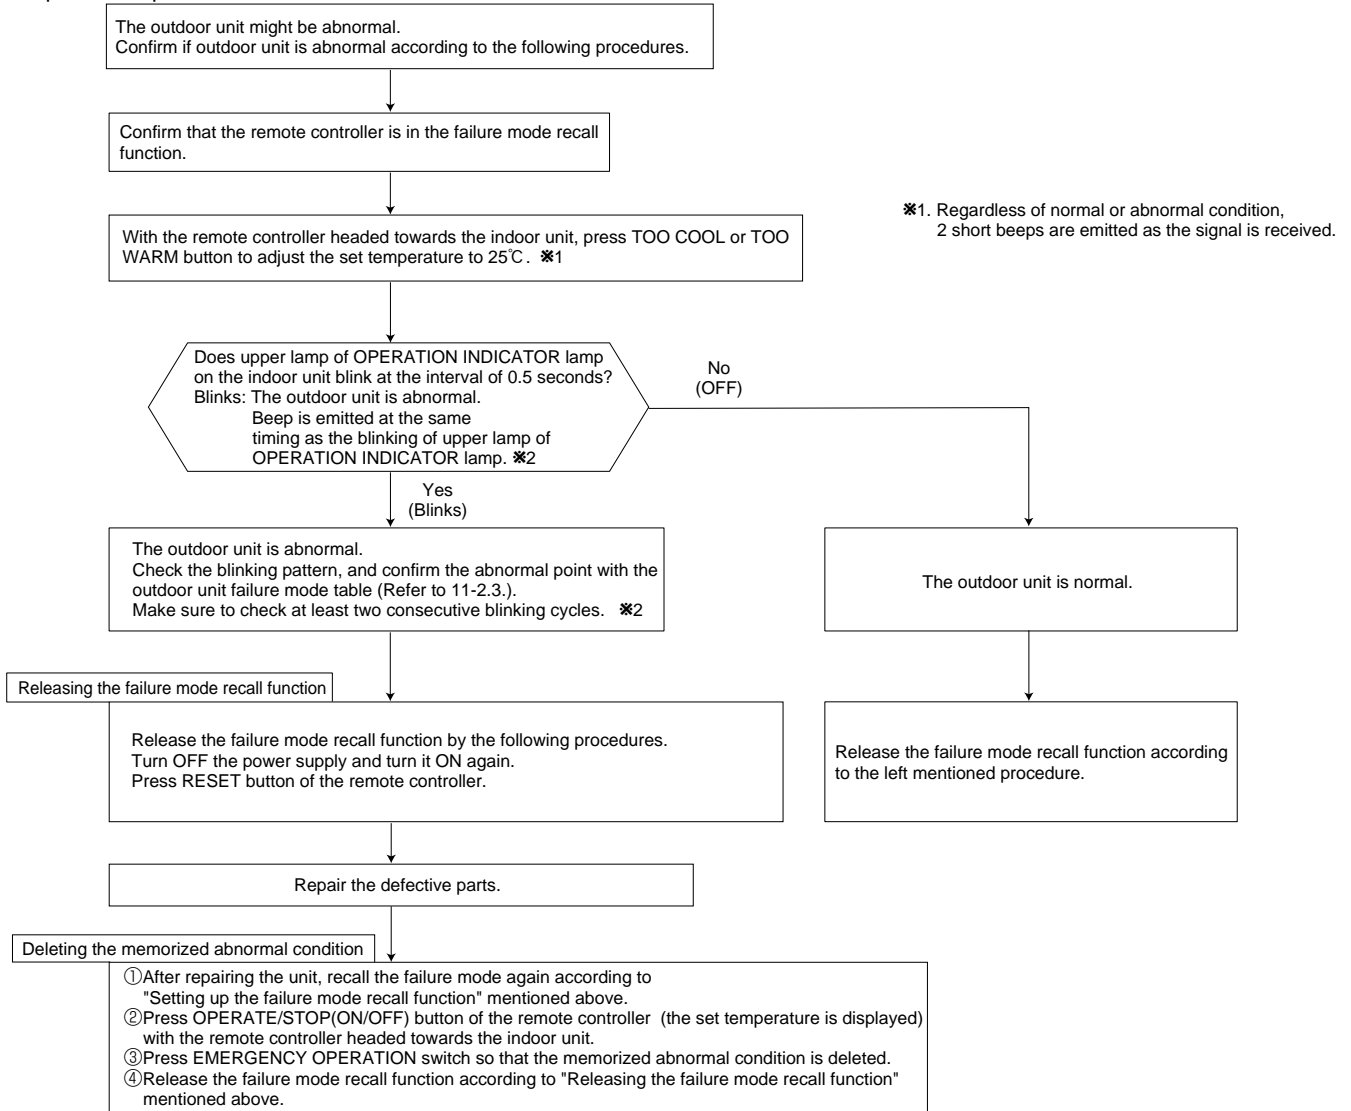 The outdoor unit might be abnormal.
Confirm if outdoor unit is abnormal according to the following procedures.
Confirm that the remote controller is in the failure mode recall
function.
With the remote controller headed towards the indoor unit, press TOO COOL or TOO
WARM button to adjust the set temperature to 25℃. ※1
※1. Regardless of normal or abnormal condition,
2 short beeps are emitted as the signal is received.
Does upper lamp of OPERATION INDICATOR lamp
on the indoor unit blink at the interval of 0.5 seconds?
Blinks: The outdoor unit is abnormal.
Beep is emitted at the same
timing as the blinking of upper lamp of
OPERATION INDICATOR lamp. ※2
No
(OFF)
Yes
(Blinks)
The outdoor unit is abnormal.
Check the blinking pattern, and confirm the abnormal point with the
outdoor unit failure mode table (Refer to 11-2.3.).
Make sure to check at least two consecutive blinking cycles. ※2
The outdoor unit is normal.
Releasing the failure mode recall function
Release the failure mode recall function by the following procedures.
Turn OFF the power supply and turn it ON again.
Press RESET button of the remote controller.
Release the failure mode recall function according
to the left mentioned procedure.
Repair the defective parts.
Deleting the memorized abnormal condition
①After repairing the unit, recall the failure mode again according to
"Setting up the failure mode recall function" mentioned above.
②Press OPERATE/STOP(ON/OFF) button of the remote controller (the set temperature is displayed)
with the remote controller headed towards the indoor unit.
③Press EMERGENCY OPERATION switch so that the memorized abnormal condition is deleted.
④Release the failure mode recall function according to "Releasing the failure mode recall function"
mentioned above.